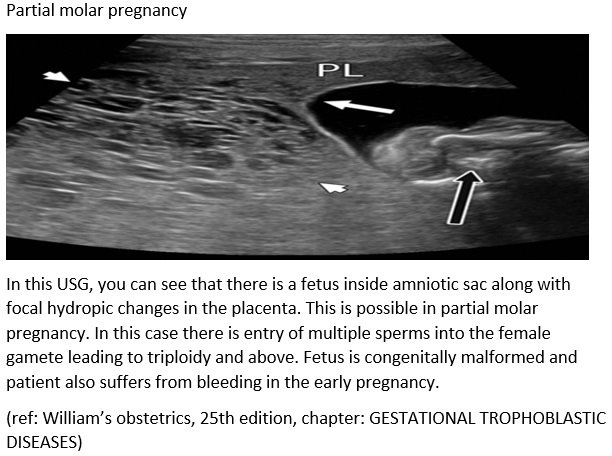 Partial molar pregnancy
PL
In this USG, you can see that there is a fetus inside amniotic sac along with
focal hydropic changes in the placenta. This is possible in partial molar
pregnancy. In this case there is entry of multiple sperms into the female
gamete leading to triploidy and above. Fetus is congenitally malformed and
patient also suffers from bleeding in the early pregnancy.
(ref: William’s obstetrics, 25th edition, chapter: GESTATIONAL TROPHOBLASTIC
DISEASES)